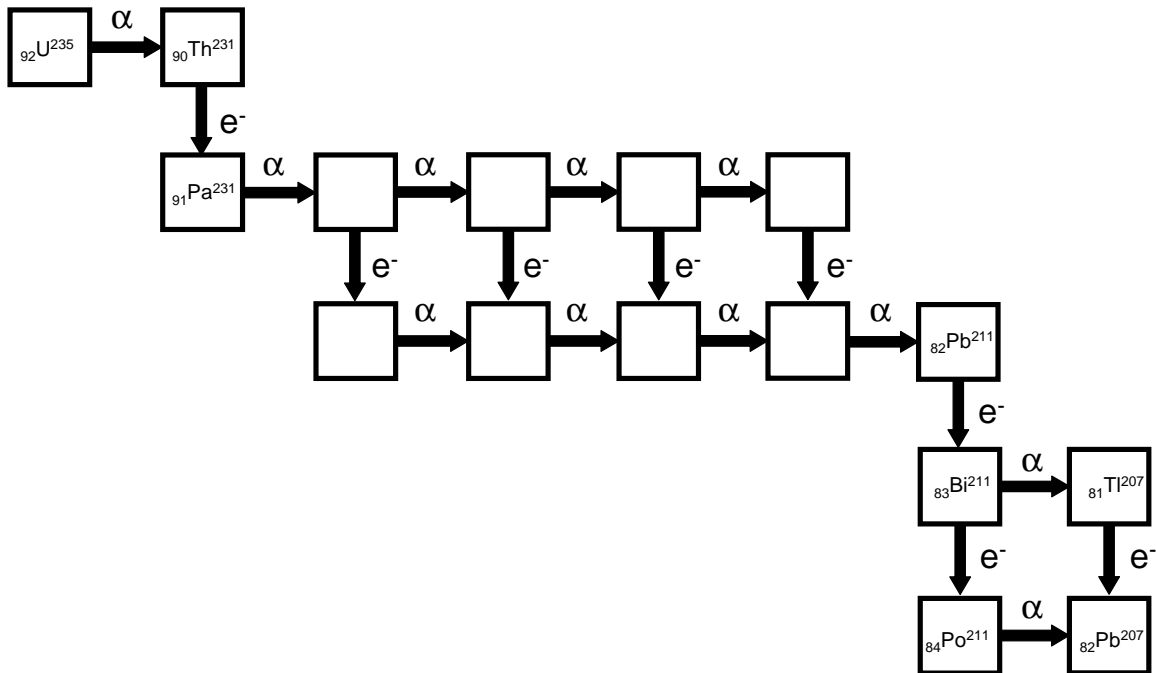 α
₉₂U²³⁵ ₉₀Th²³¹
e⁻
α α α α
₉₁Pa²³¹
e⁻ e⁻ e⁻ e⁻
α α α α
₈₂Pb²¹¹
e⁻
α
₈₃Bi²¹¹ ₈₁Tl²⁰⁷
e⁻ e⁻
α
₈₄Po²¹¹ ₈₂Pb²⁰⁷